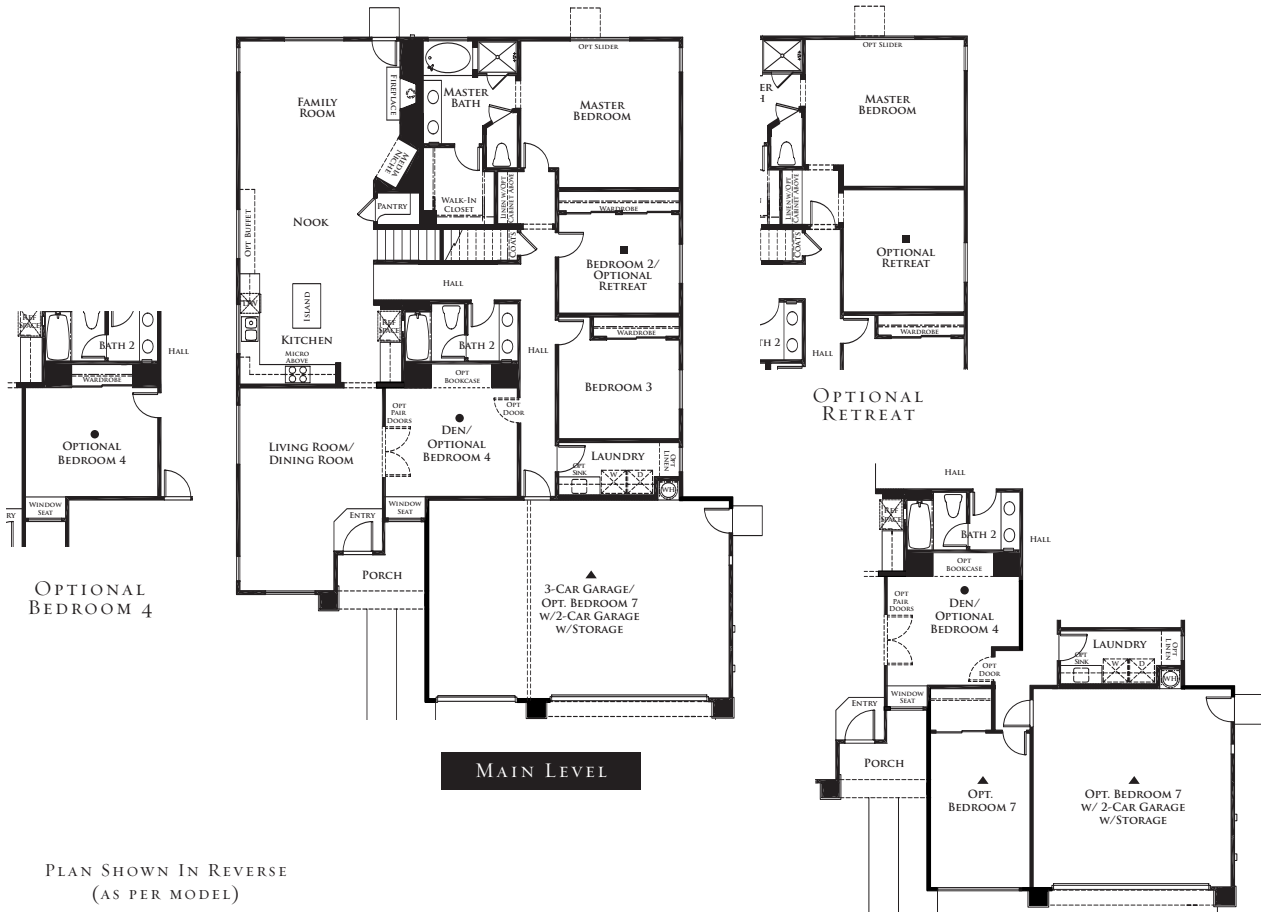 Opt Slider
Family
Room
Fireplace
Master
Bath
Master
Bedroom
Media
Niche
Pantry
Walk-In
Closet
Linen w/Opt
Cabinet Above
Wardrobe
Nook
Opt Buffet
Coats
Bedroom 2/
Optional
Retreat
Hall
Island
Kitchen
Micro
Above
Ref
Space
Bath 2
Hall
Wardrobe
Bedroom 3
Opt
Bookcase
Opt
Pair
Doors
Opt
Door
Den/
Optional
Bedroom 4
Living Room/
Dining Room
Laundry
Opt
Sink
W
D
Opt
Linen
WH
Window
Seat
Entry
Porch
3-Car Garage/
Opt. Bedroom 7
w/2-Car Garage
w/Storage
Main Level
Ref
Space
Bath 2
Hall
Wardrobe
Optional
Bedroom 4
Window
Seat
RY
Optional
Bedroom 4
Opt Slider
ER
H
Master
Bedroom
Linen w/Opt
Cabinet Above
Coats
Optional
Retreat
TH 2
Hall
Wardrobe
Optional
Retreat
Hall
Ref
Space
Bath 2
Hall
Opt
Bookcase
Opt
Pair
Doors
Den/
Optional
Bedroom 4
Opt
Door
Window
Seat
Entry
Porch
Laundry
Opt
Sink
W
D
Opt
Linen
WH
Opt.
Bedroom 7
Opt. Bedroom 7
w/ 2-Car Garage
w/Storage
Plan Shown In Reverse
(as per model)